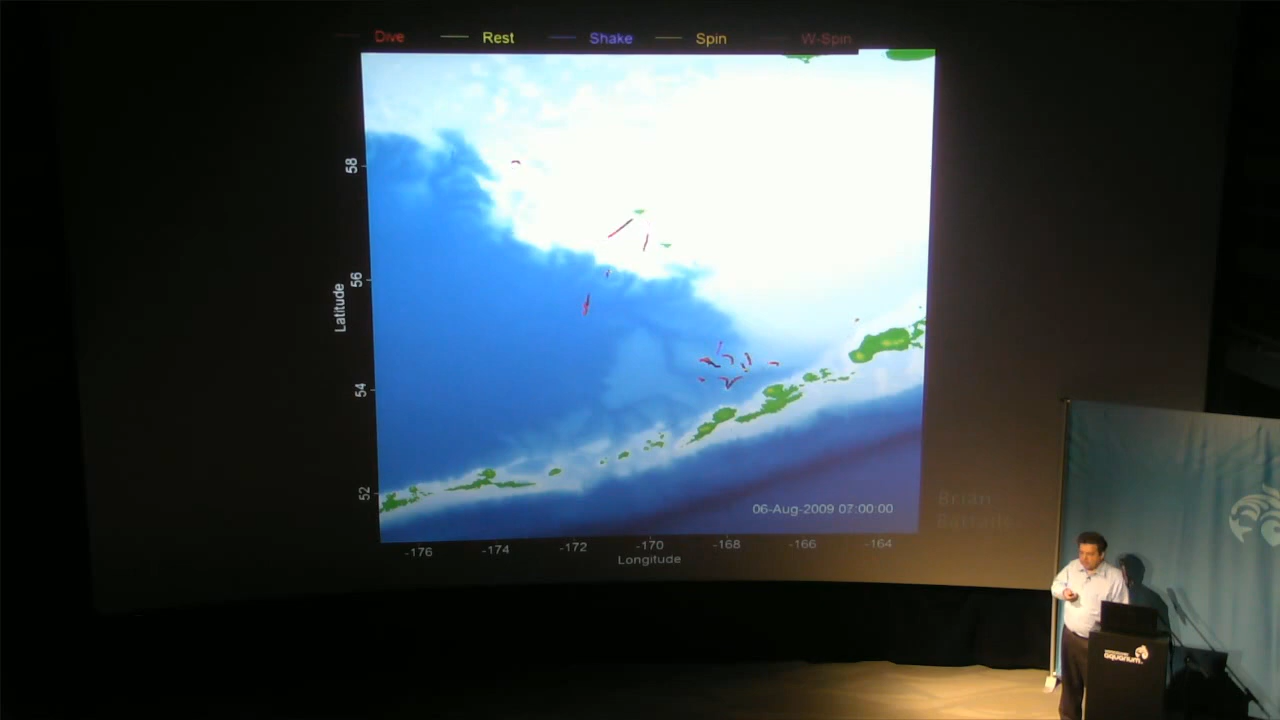 Dive Rest Shake Spin W-Spin
58
56
54
52
Latitude
06-Aug-2009 07:00:00
-176 -174 -172 -170 -168 -166 -164
Longitude
Brian
aquarium